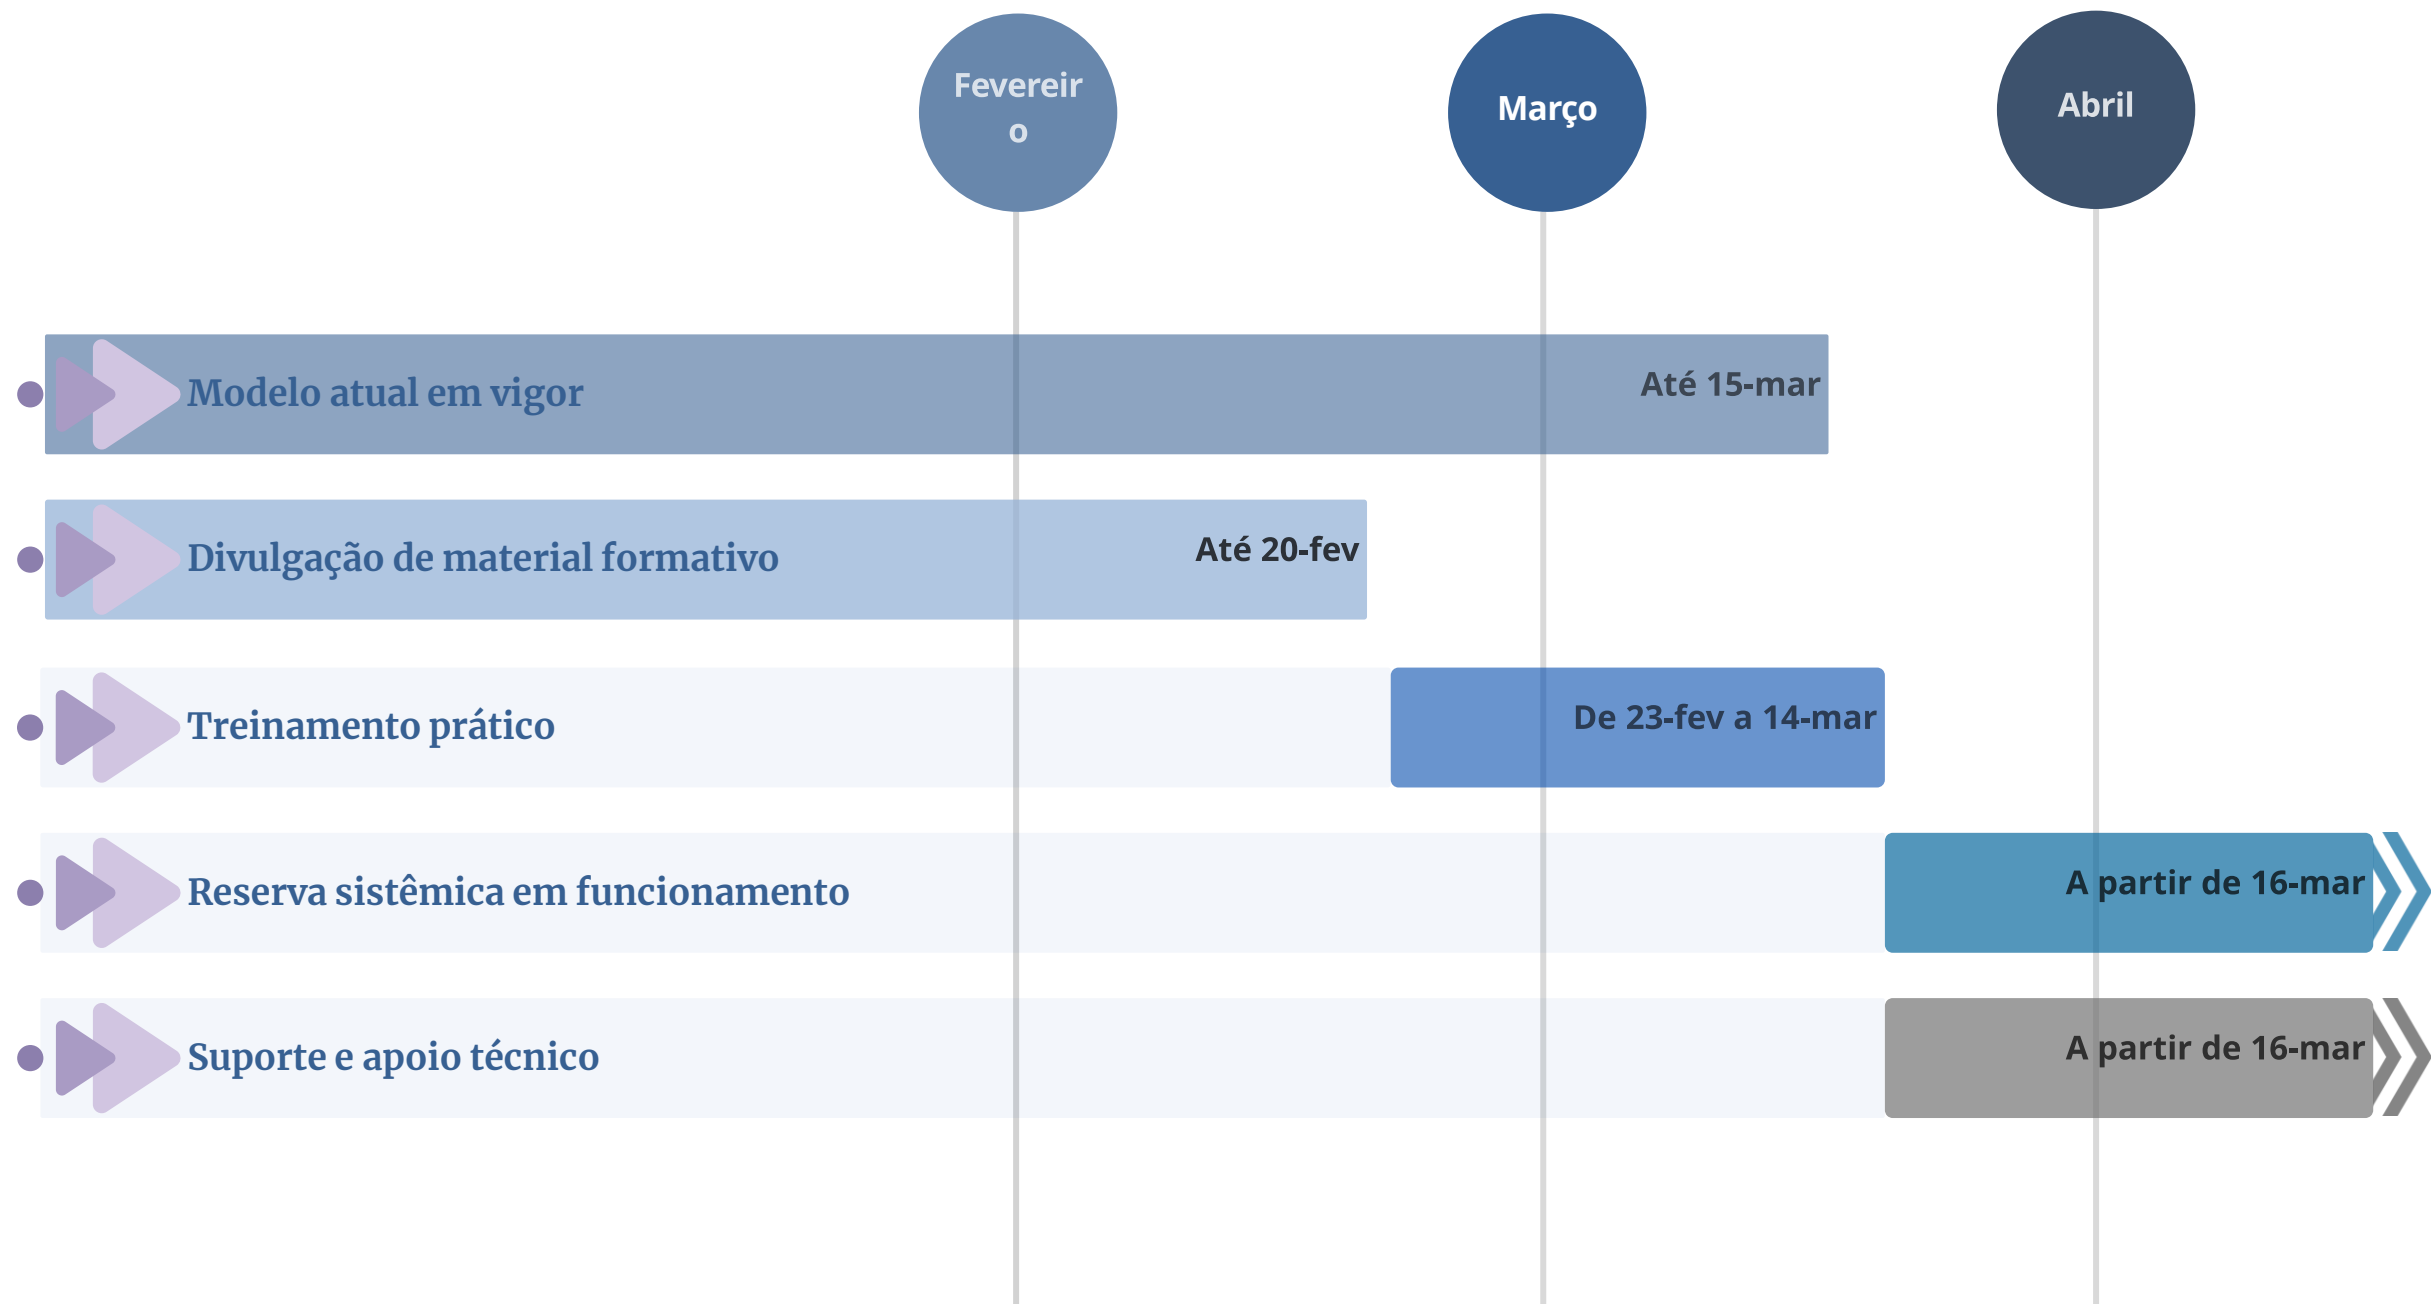 Fevereir
o
Março
Abril
Modelo atual em vigor
Até 15-mar
Divulgação de material formativo
Até 20-fev
Treinamento prático
De 23-fev a 14-mar
Reserva sistêmica em funcionamento
A partir de 16-mar
Suporte e apoio técnico
A partir de 16-mar